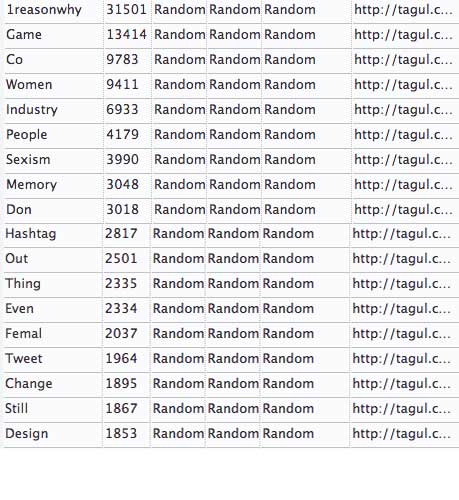 1reasonwhy 31501 Random Random Random http://tagul.c...
Game 13414 Random Random Random http://tagul.c...
Co 9783 Random Random Random http://tagul.c...
Women 9411 Random Random Random http://tagul.c...
Industry 6933 Random Random Random http://tagul.c...
People 4179 Random Random Random http://tagul.c...
Sexism 3990 Random Random Random http://tagul.c...
Memory 3048 Random Random Random http://tagul.c...
Don 3018 Random Random Random http://tagul.c...
Hashtag 2817 Random Random Random http://tagul.c...
Out 2501 Random Random Random http://tagul.c...
Thing 2335 Random Random Random http://tagul.c...
Even 2334 Random Random Random http://tagul.c...
Femal 2037 Random Random Random http://tagul.c...
Tweet 1964 Random Random Random http://tagul.c...
Change 1895 Random Random Random http://tagul.c...
Still 1867 Random Random Random http://tagul.c...
Design 1853 Random Random Random http://tagul.c...